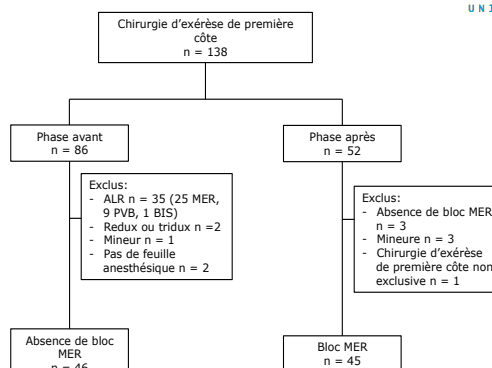 UNI
Chirurgie d'exérèse de première
côte
n = 138
Phase avant
n = 86
Phase après
n = 52
Exclus:
- ALR n = 35 (25 MER,
9 PVB, 1 BIS)
- Redux ou tridux n =2
- Mineur n = 1
- Pas de feuille
anesthésique n = 2
Exclus:
- Absence de bloc MER
n = 3
- Mineure n = 3
- Chirurgie d'exérèse
de première côte non
exclusive n = 1
Absence de bloc
MER
n = 46
Bloc MER
n = 45